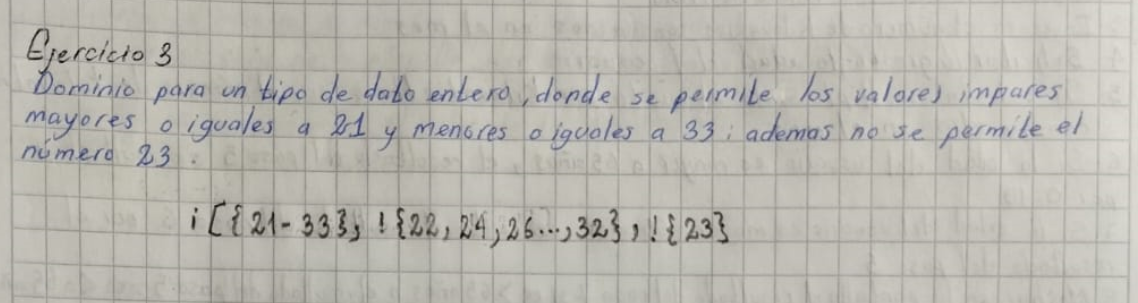 Ejercicio 3
Dominio para un tipo de dato entero, donde se permite los valores impares
mayores o iguales a 21 y menores o iguales a 33; ademas no se permite el
número 23.
i[{21-33}, !{22, 24, 26..., 32}, !{23}